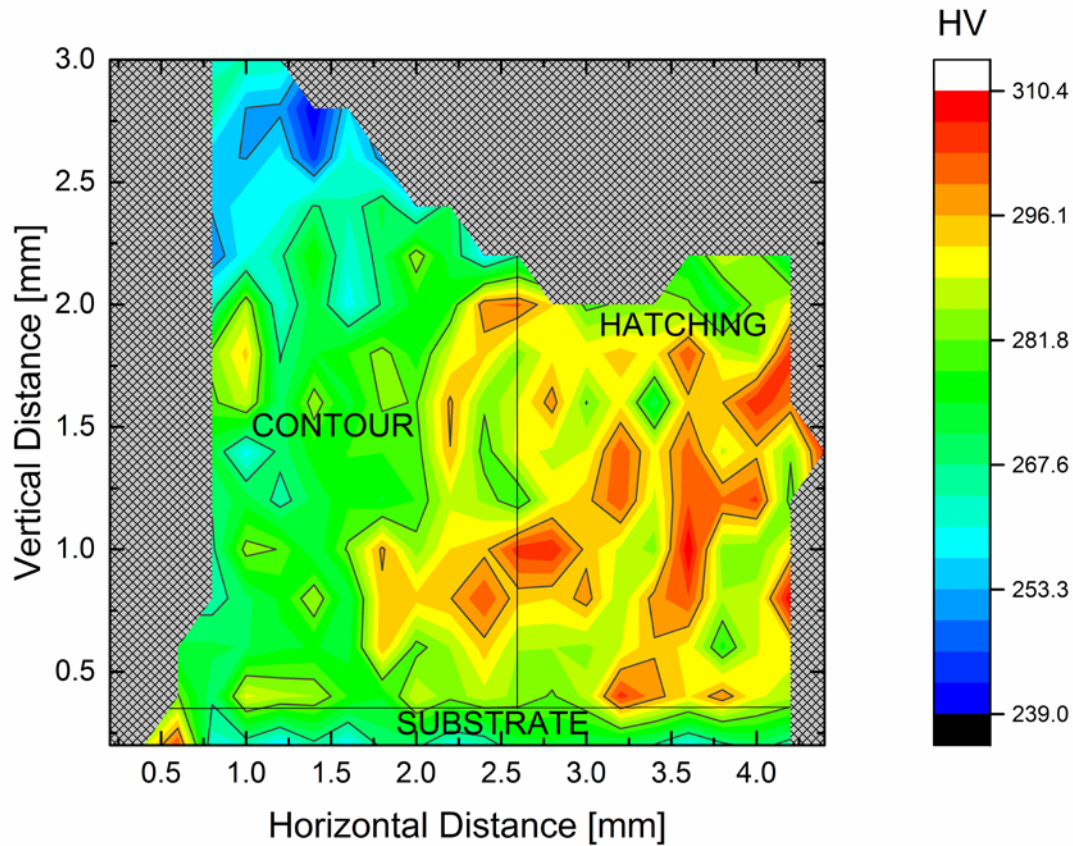 HV
3.0
2.5
2.0
1.5
1.0
0.5
Vertical Distance [mm]
HATCHING
CONTOUR
SUBSTRATE
0.5 1.0 1.5 2.0 2.5 3.0 3.5 4.0
Horizontal Distance [mm]
310.4
296.1
281.8
267.6
253.3
239.0